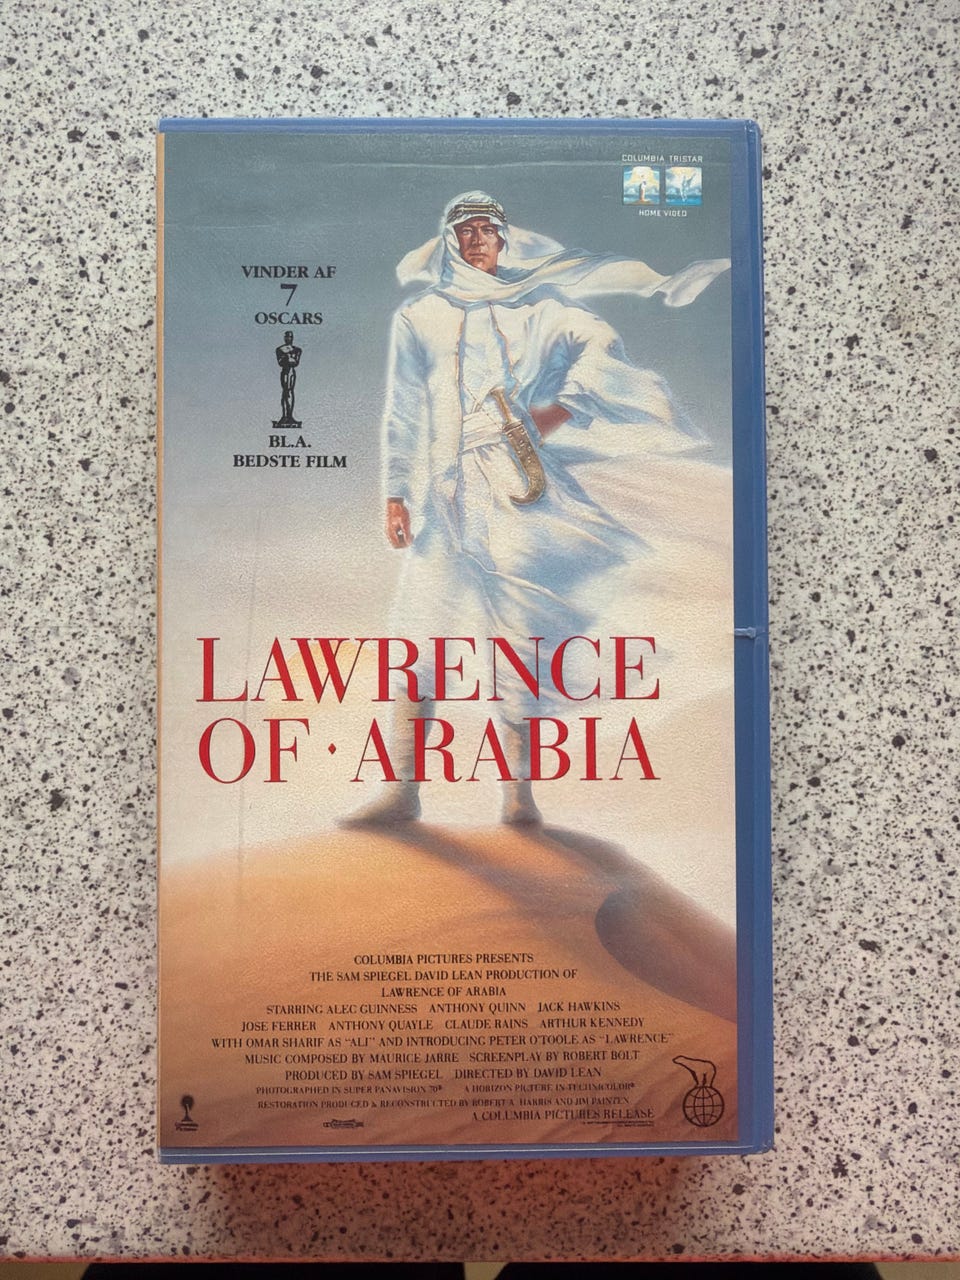 COLUMBIA TRISTAR
HOME VIDEO
VINDER AF
7
OSCARS
BL.A.
BEDSTE FILM
LAWRENCE
OF · ARABIA
COLUMBIA PICTURES PRESENTS
THE SAM SPIEGEL DAVID LEAN PRODUCTION OF
LAWRENCE OF ARABIA
STARRING ALEC GUINNESS ANTHONY QUINN JACK HAWKINS
JOSE FERRER ANTHONY QUAYLE CLAUDE RAINS ARTHUR KENNEDY
WITH OMAR SHARIF AS "ALI" AND INTRODUCING PETER O'TOOLE AS "LAWRENCE"
MUSIC COMPOSED BY MAURICE JARRE SCREENPLAY BY ROBERT BOLT
PRODUCED BY SAM SPIEGEL DIRECTED BY DAVID LEAN
PHOTOGRAPHED IN SUPER PANAVISION 70® A HORIZON PICTURE IN TECHNICOLOR®
RESTORATION PRODUCED & RECONSTRUCTED BY ROBERT A. HARRIS AND JIM PAINTEN
A COLUMBIA PICTURES RELEASE
Columbia
Pictures